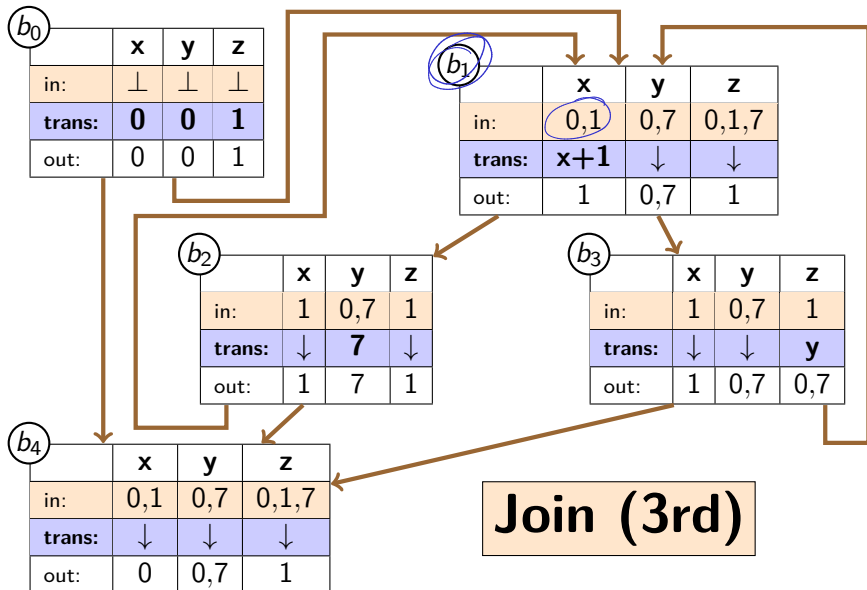 b0
x y z
in: ⊥ ⊥ ⊥
trans: 0 0 1
out: 0 0 1
b1
x y z
in: 0,1 0,7 0,1,7
trans: x+1 ↓ ↓
out: 1 0,7 1
b2
x y z
in: 1 0,7 1
trans: ↓ 7 ↓
out: 1 7 1
b3
x y z
in: 1 0,7 1
trans: ↓ ↓ y
out: 1 0,7 0,7
b4
x y z
in: 0,1 0,7 0,1,7
trans: ↓ ↓ ↓
out: 0 0,7 1
Join (3rd)